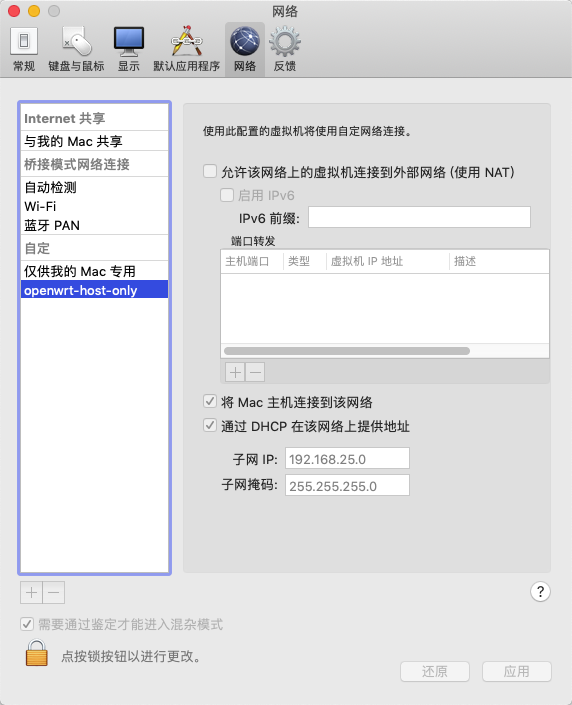 网络
常规 键盘与鼠标 显示 默认应用程序 网络 反馈
Internet 共享
与我的 Mac 共享
桥接模式网络连接
自动检测
Wi-Fi
蓝牙 PAN
自定
仅供我的 Mac 专用
openwrt-host-only
使用此配置的虚拟机将使用自定网络连接。
允许该网络上的虚拟机连接到外部网络 (使用 NAT)
启用 IPv6
IPv6 前缀:
端口转发
主机端口 类型 虚拟机 IP 地址 描述
将 Mac 主机连接到该网络
通过 DHCP 在该网络上提供地址
子网 IP: 192.168.25.0
子网掩码: 255.255.255.0
?
需要通过鉴定才能进入混杂模式
点按锁按钮以进行更改。
还原 应用